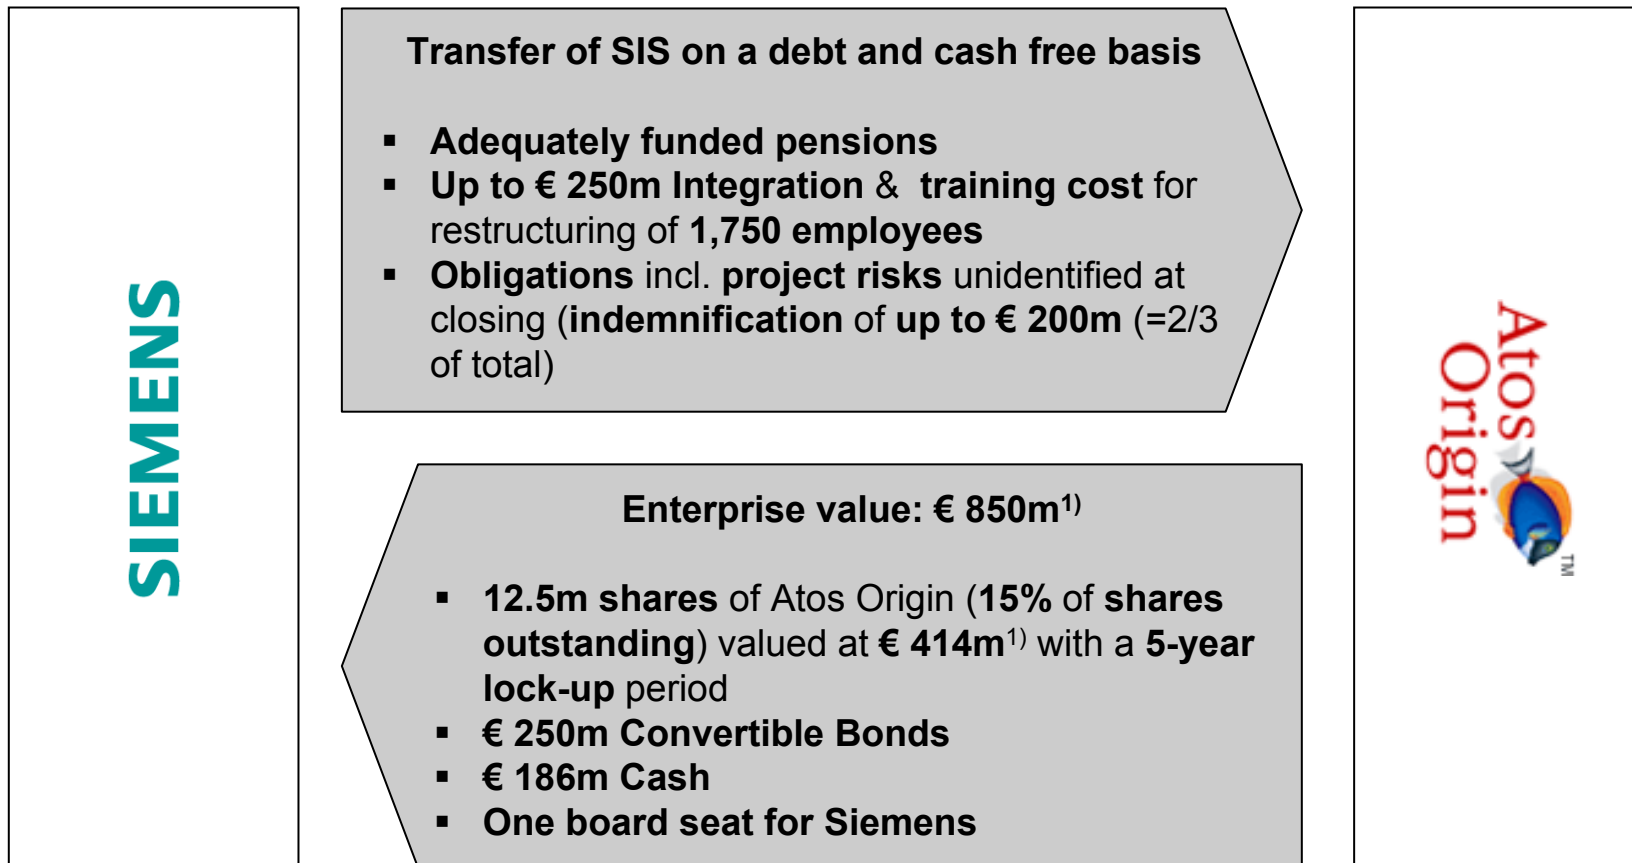 SIEMENS
Transfer of SIS on a debt and cash free basis
▪ Adequately funded pensions
▪ Up to € 250m Integration & training cost for
restructuring of 1,750 employees
▪ Obligations incl. project risks unidentified at
closing (indemnification of up to € 200m (=2/3
of total)
Enterprise value: € 850m1)
▪ 12.5m shares of Atos Origin (15% of shares
outstanding) valued at € 414m1) with a 5-year
lock-up period
▪ € 250m Convertible Bonds
▪ € 186m Cash
▪ One board seat for Siemens
Atos
Origin
TM